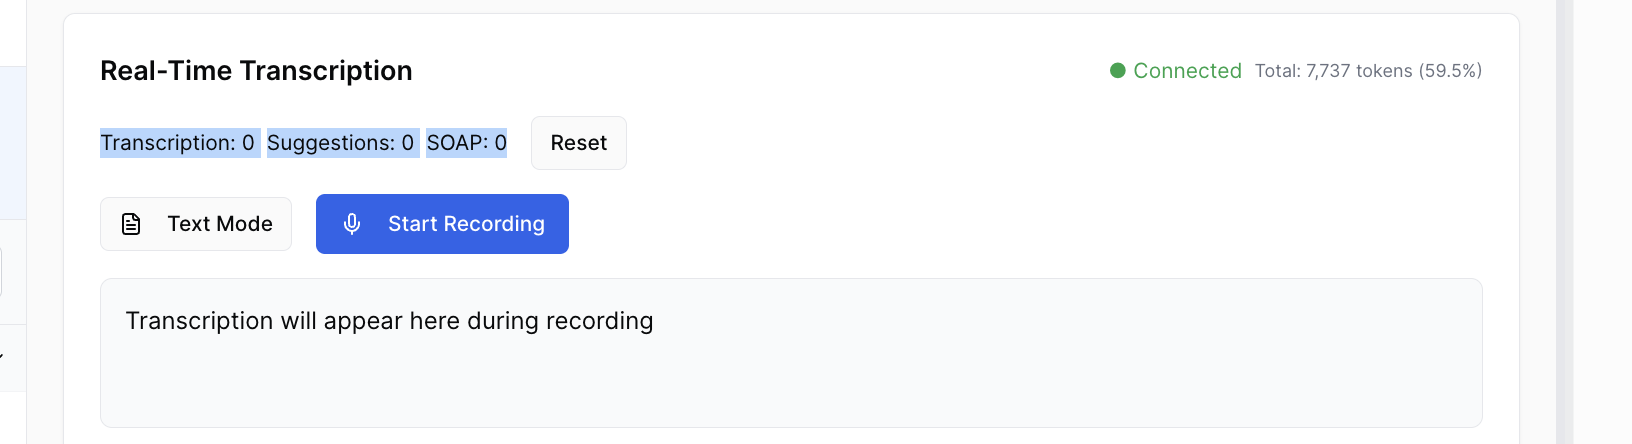 Real-Time Transcription
Connected Total: 7,737 tokens (59.5%)
Transcription: 0 Suggestions: 0 SOAP: 0 Reset
Text Mode Start Recording
Transcription will appear here during recording